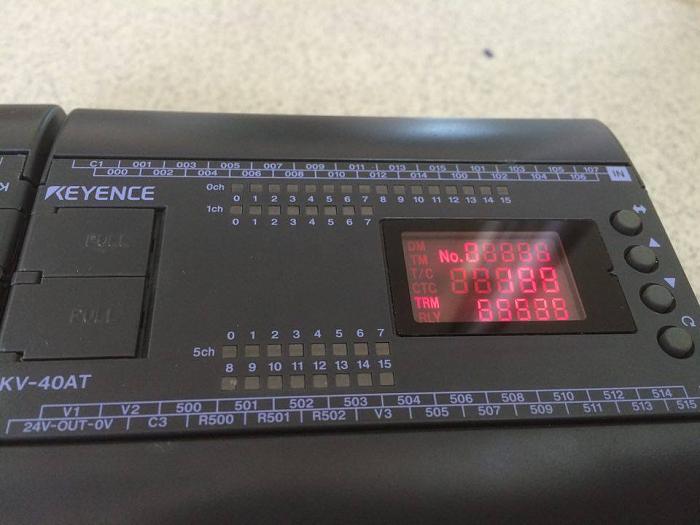 C1 001 003 005 007 009 011 013 015 101 103 105 107
000 002 004 006 008 010 012 014 100 102 104 106 IN
KEYENCE
0ch
0 1 2 3 4 5 6 7 8 9 10 11 12 13 14 15
1ch
0 1 2 3 4 5 6 7
PULL
PULL
DM
TM No.
T/C
CTC
TRM
RLY
0 1 2 3 4 5 6 7
5ch
8 9 10 11 12 13 14 15
KV-40AT
V1 V2 500 501 502 503 504 506 508 510 512 514
24V-OUT-0V C3 R500 R501 R502 V3 505 507 509 511 513 515